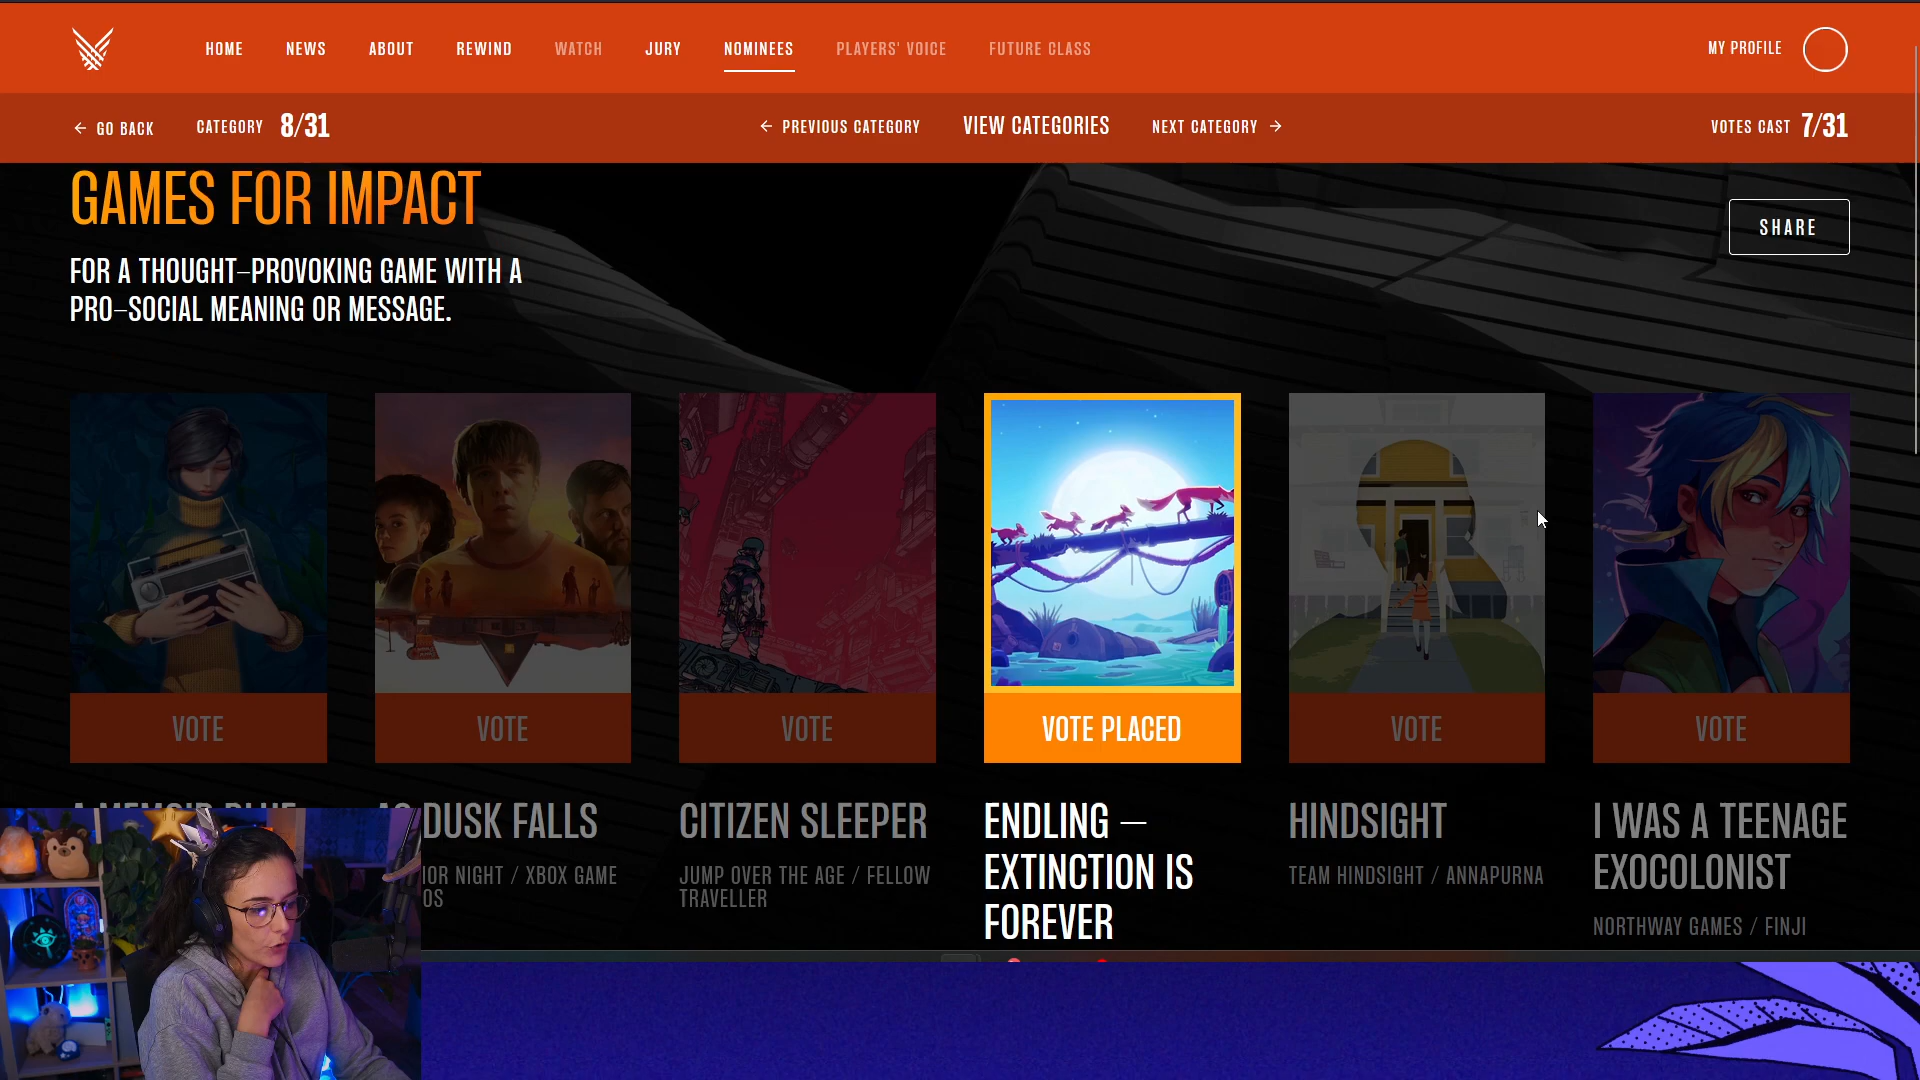 HOME NEWS ABOUT REWIND WATCH JURY NOMINEES PLAYERS' VOICE FUTURE CLASS MY PROFILE
← GO BACK CATEGORY 8/31 ← PREVIOUS CATEGORY VIEW CATEGORIES NEXT CATEGORY → VOTES CAST 7/31
GAMES FOR IMPACT
SHARE
FOR A THOUGHT–PROVOKING GAME WITH A
PRO–SOCIAL MEANING OR MESSAGE.
VOTE VOTE VOTE VOTE PLACED VOTE VOTE
A MEMOIR BLUE
AS DUSK FALLS
IOR NIGHT / XBOX GAME
OS
CITIZEN SLEEPER
JUMP OVER THE AGE / FELLOW
TRAVELLER
ENDLING –
EXTINCTION IS
FOREVER
HINDSIGHT
TEAM HINDSIGHT / ANNAPURNA
I WAS A TEENAGE
EXOCOLONIST
NORTHWAY GAMES / FINJI